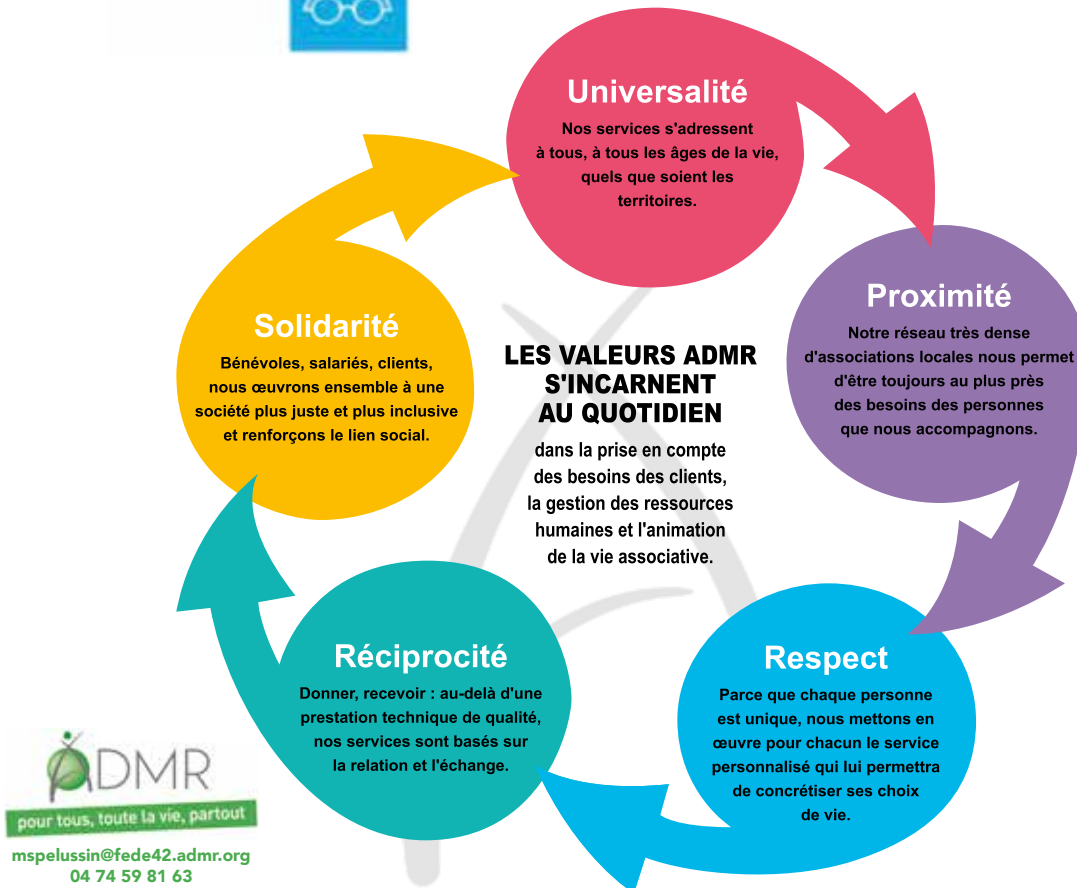 Universalité
Nos services s'adressent
à tous, à tous les âges de la vie,
quels que soient les
territoires.
Proximité
Notre réseau très dense
d'associations locales nous permet
d'être toujours au plus près
des besoins des personnes
que nous accompagnons.
Solidarité
Bénévoles, salariés, clients,
nous œuvrons ensemble à une
société plus juste et plus inclusive
et renforçons le lien social.
LES VALEURS ADMR
S'INCARNENT
AU QUOTIDIEN
dans la prise en compte
des besoins des clients,
la gestion des ressources
humaines et l'animation
de la vie associative.
Réciprocité
Donner, recevoir : au-delà d'une
prestation technique de qualité,
nos services sont basés sur
la relation et l'échange.
Respect
Parce que chaque personne
est unique, nous mettons en
œuvre pour chacun le service
personnalisé qui lui permettra
de concrétiser ses choix
de vie.
ADMR
pour tous, toute la vie, partout
mspelussin@fede42.admr.org
04 74 59 81 63